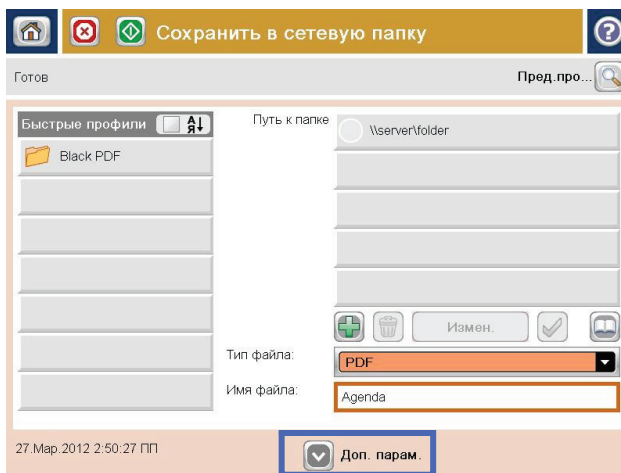 Сохранить в сетевую папку
Готов
Пред.про...
Быстрые профили
АЯ
Black PDF
Путь к папке
\\server\folder
Измен.
Тип файла:
PDF
Имя файла:
Agenda
27.Мар.2012 2:50:27 ПП
Доп. парам.